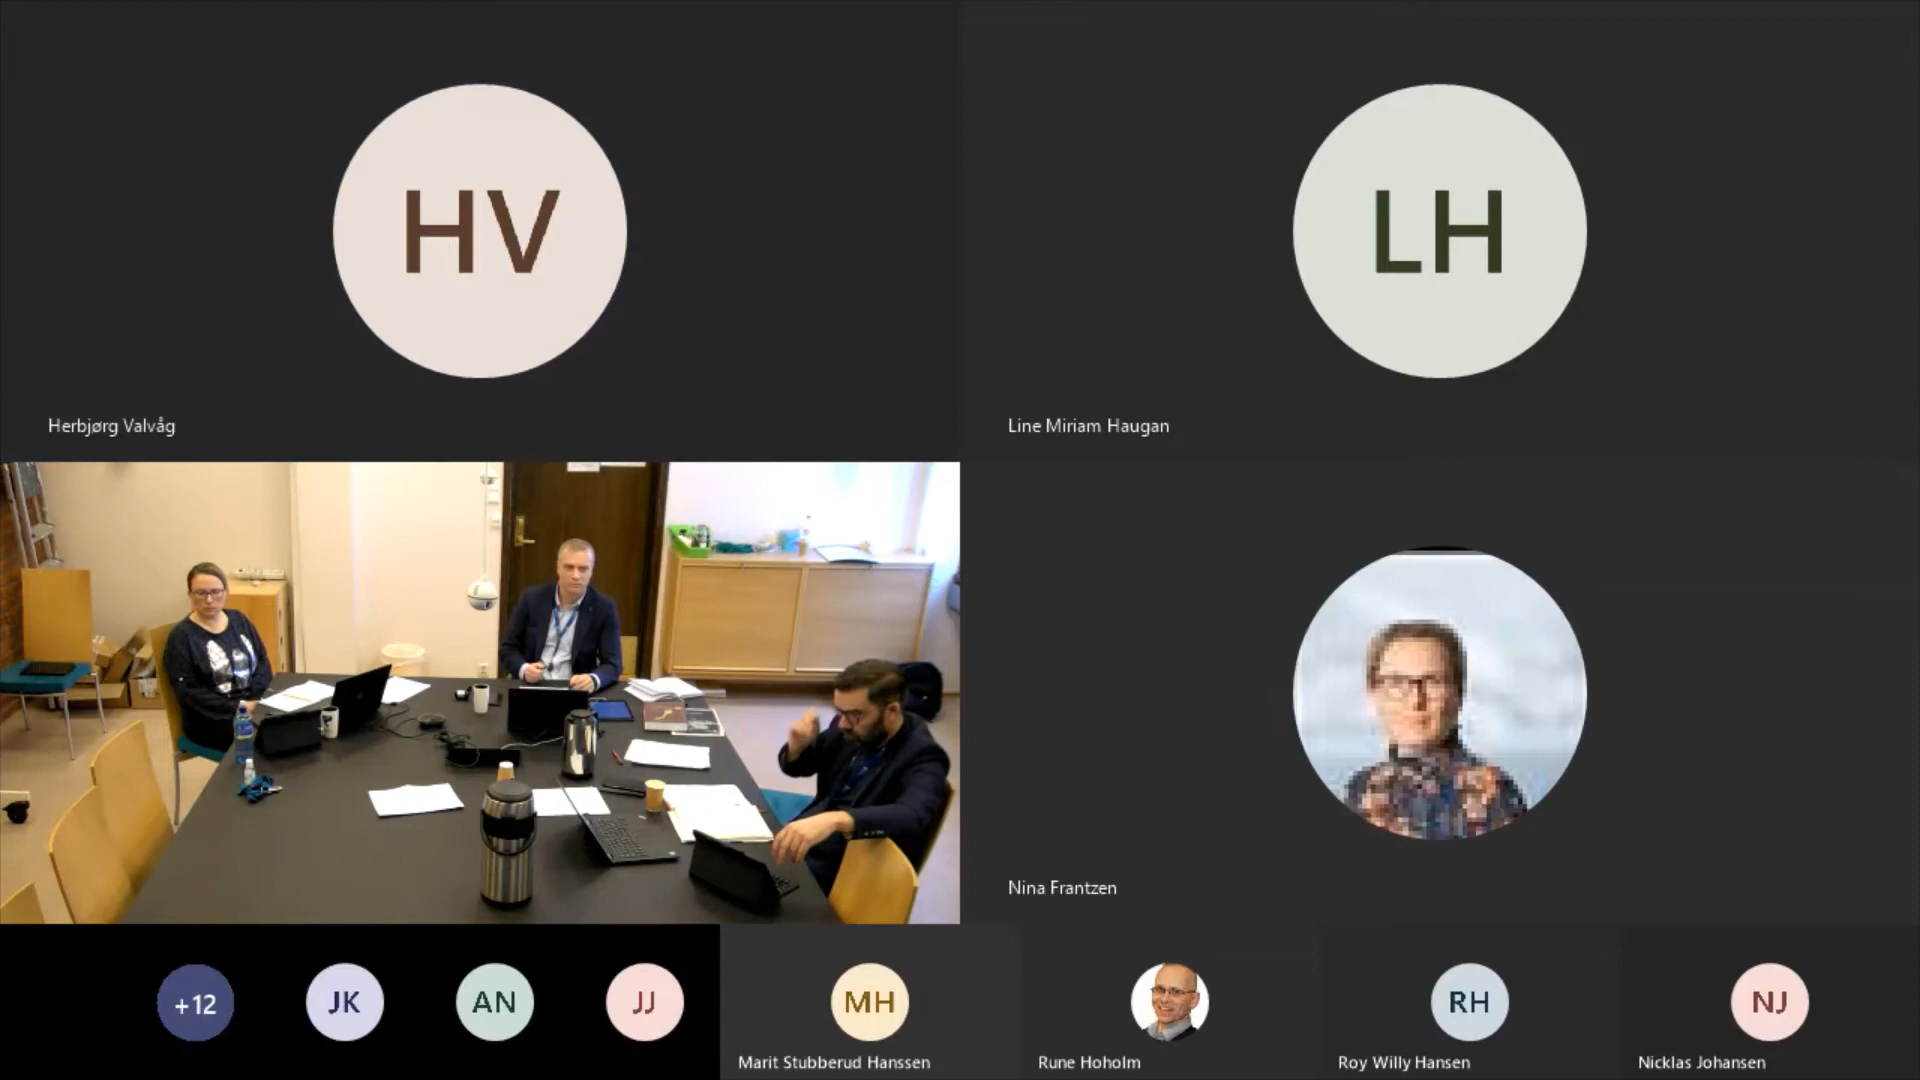 HV
LH
Herbjørg Valvåg
Line Miriam Haugan
Nina Frantzen
+12
JK
AN
JJ
MH
RH
NJ
Marit Stubberud Hanssen
Rune Hoholm
Roy Willy Hansen
Nicklas Johansen